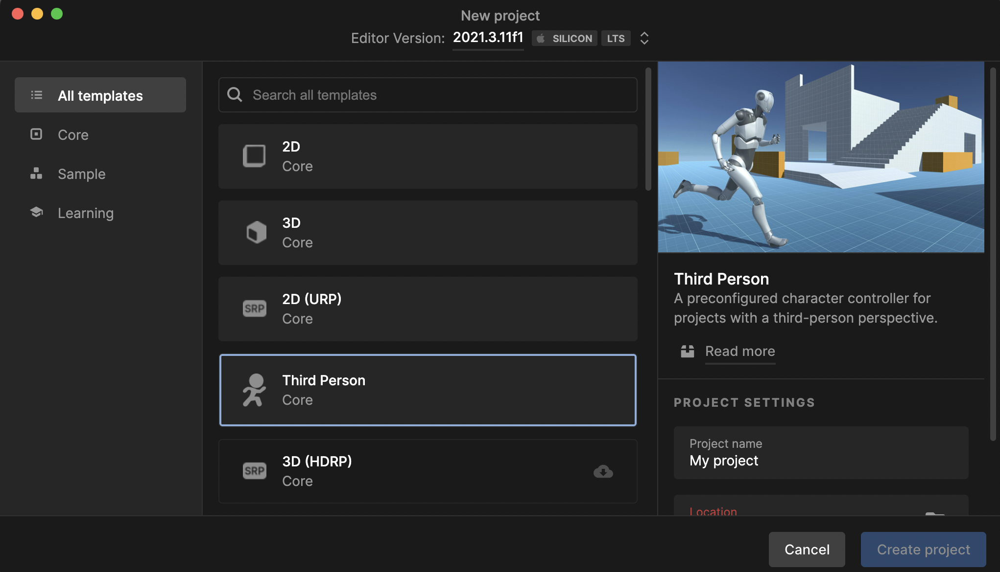 New project
Editor Version: 2021.3.11f1 SILICON LTS
All templates
Core
Sample
Learning
Search all templates
2D
Core
3D
Core
SRP
2D (URP)
Core
Third Person
Core
SRP
3D (HDRP)
Core
Third Person
A preconfigured character controller for
projects with a third-person perspective.
Read more
PROJECT SETTINGS
Project name
My project
Location
Cancel
Create project